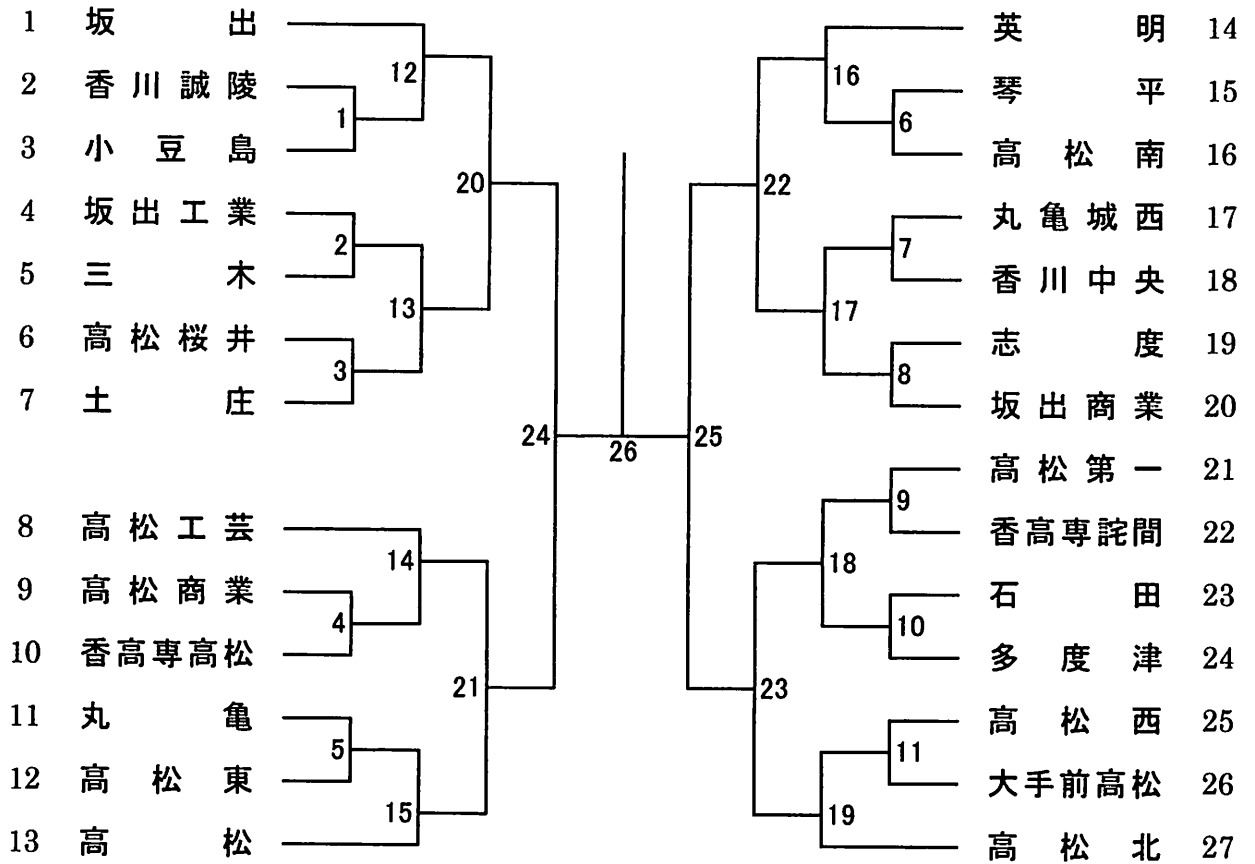 1 坂出
2 香川誠陵
3 小豆島
4 坂出工業
5 三木
6 高松桜井
7 土庄
8 高松工芸
9 高松商業
10 香高専高松
11 丸亀
12 高松東
13 高松
12
1
2
13
3
20
14
4
5
15
21
24
26
25
22
16
6
7
17
8
9
18
10
23
11
19
英明 14
琴平 15
高松南 16
丸亀城西 17
香川中央 18
志度 19
坂出商業 20
高松第一 21
香高専詫間 22
石田 23
多度津 24
高松西 25
大手前高松 26
高松北 27